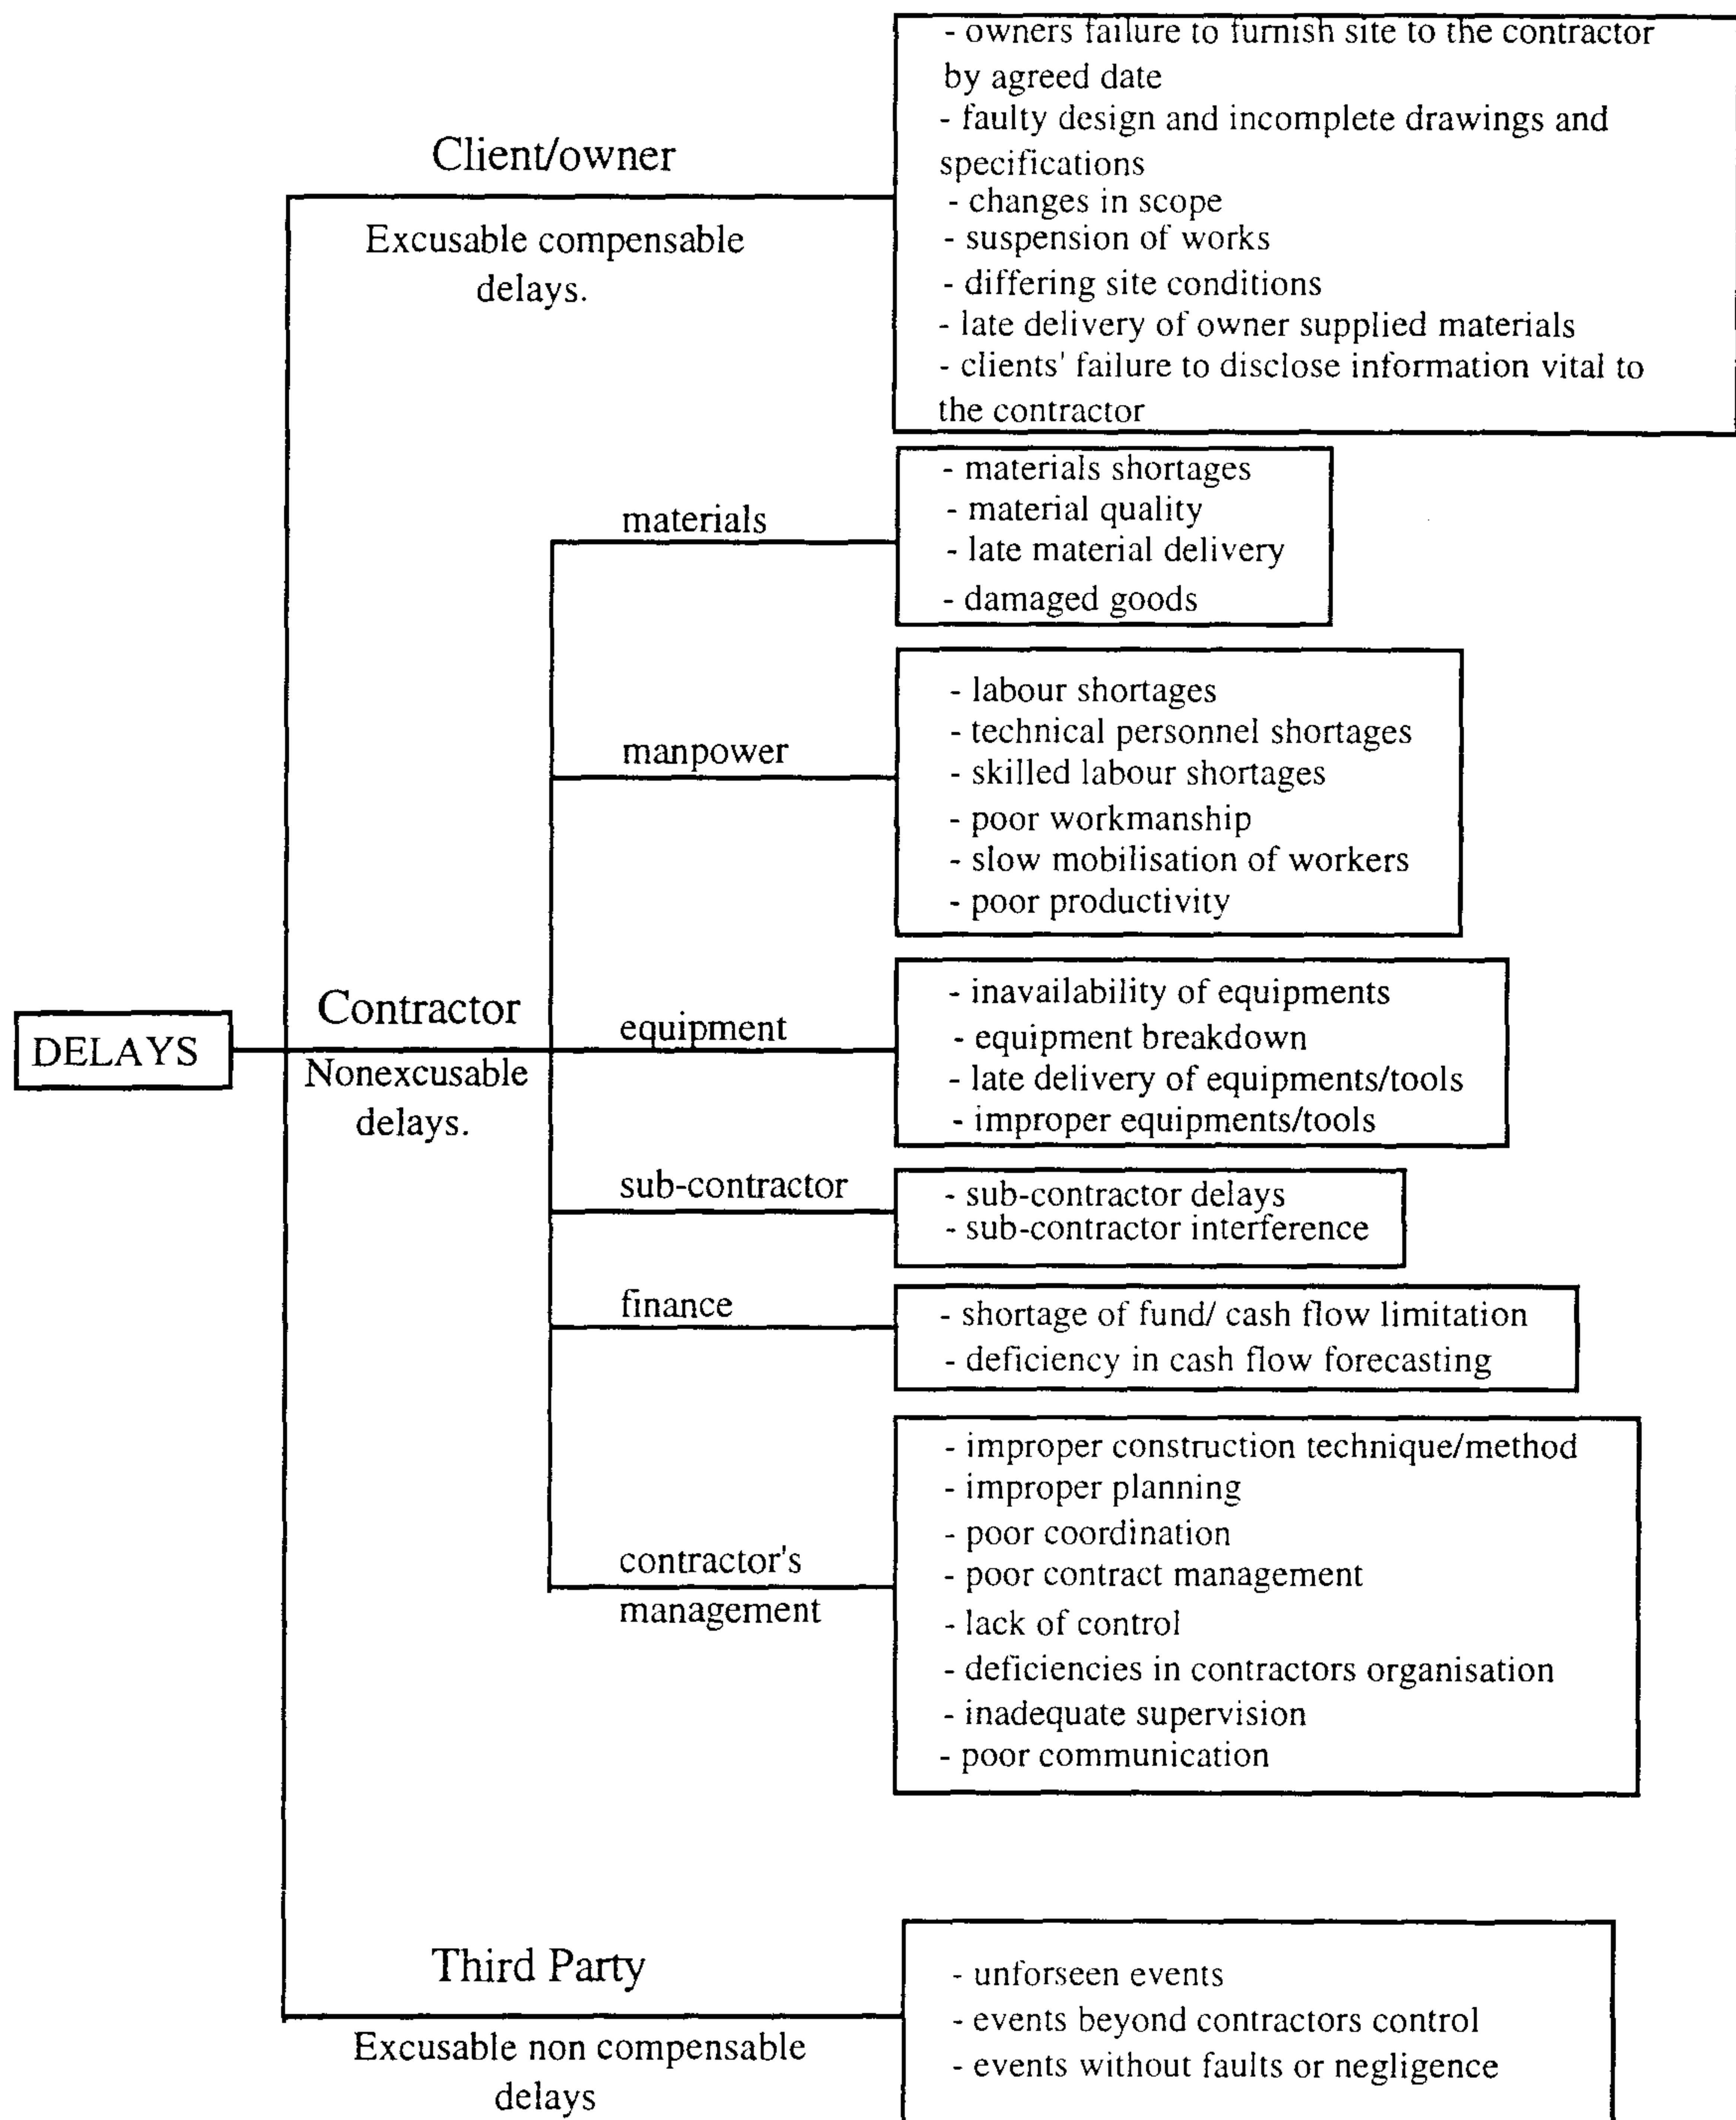 - owners failure to furnish site to the contractor
by agreed date
- faulty design and incomplete drawings and
specifications
- changes in scope
- suspension of works
- differing site conditions
- late delivery of owner supplied materials
- clients' failure to disclose information vital to
the contractor
Client/owner
Excusable compensable
delays.
materials
- materials shortages
- material quality
- late material delivery
- damaged goods
manpower
- labour shortages
- technical personnel shortages
- skilled labour shortages
- poor workmanship
- slow mobilisation of workers
- poor productivity
DELAYS
Contractor
Nonexcusable
delays.
equipment
- inavailability of equipments
- equipment breakdown
- late delivery of equipments/tools
- improper equipments/tools
sub-contractor
- sub-contractor delays
- sub-contractor interference
finance
- shortage of fund/ cash flow limitation
- deficiency in cash flow forecasting
contractor's
management
- improper construction technique/method
- improper planning
- poor coordination
- poor contract management
- lack of control
- deficiencies in contractors organisation
- inadequate supervision
- poor communication
Third Party
Excusable non compensable
delays
- unforseen events
- events beyond contractors control
- events without faults or negligence